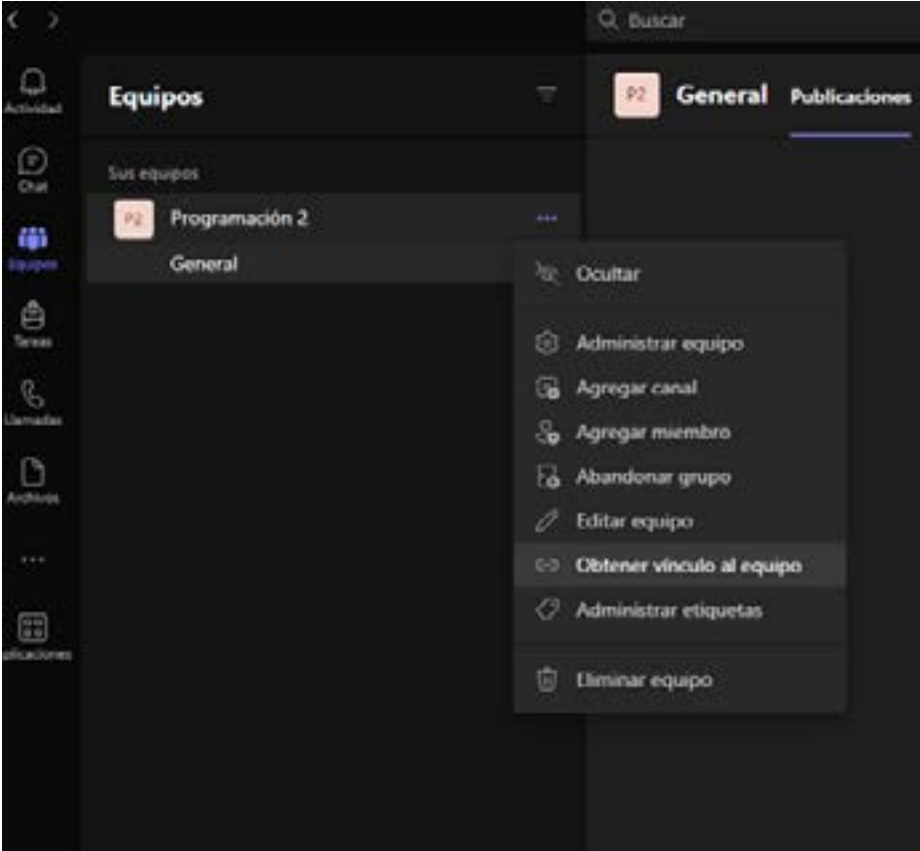 Buscar
Actividad
Chat
Equipos
Tareas
Llamadas
Archivos
...
plicaciones
Equipos
Sus equipos
P2 Programación 2 ...
General
P2 General Publicaciones
Ocultar
Administrar equipo
Agregar canal
Agregar miembro
Abandonar grupo
Editar equipo
Obtener vínculo al equipo
Administrar etiquetas
Eliminar equipo